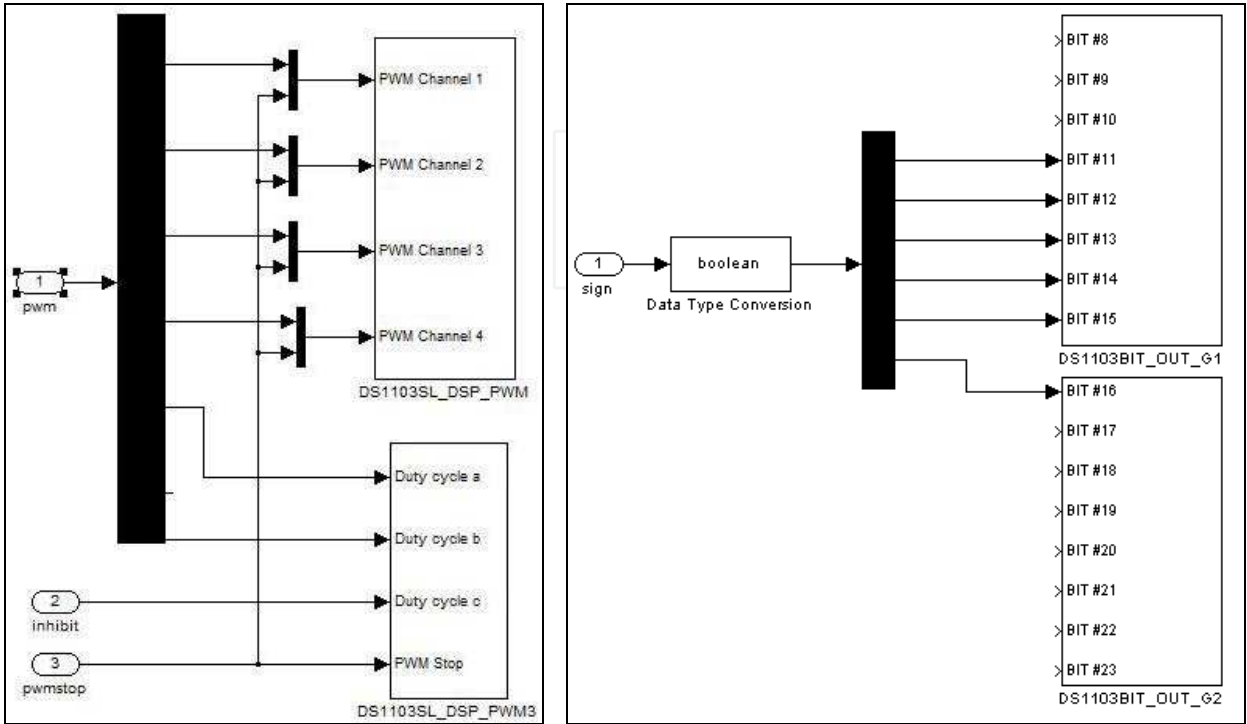 PWM Channel 1
PWM Channel 2
PWM Channel 3
PWM Channel 4
DS1103SL_DSP_PWM
1
pwm
Duty cycle a
Duty cycle b
Duty cycle c
PWM Stop
DS1103SL_DSP_PWM3
2
inhibit
3
pwmstop
1
sign
boolean
Data Type Conversion
BIT #8
BIT #9
BIT #10
BIT #11
BIT #12
BIT #13
BIT #14
BIT #15
DS1103BIT_OUT_G1
BIT #16
BIT #17
BIT #18
BIT #19
BIT #20
BIT #21
BIT #22
BIT #23
DS1103BIT_OUT_G2